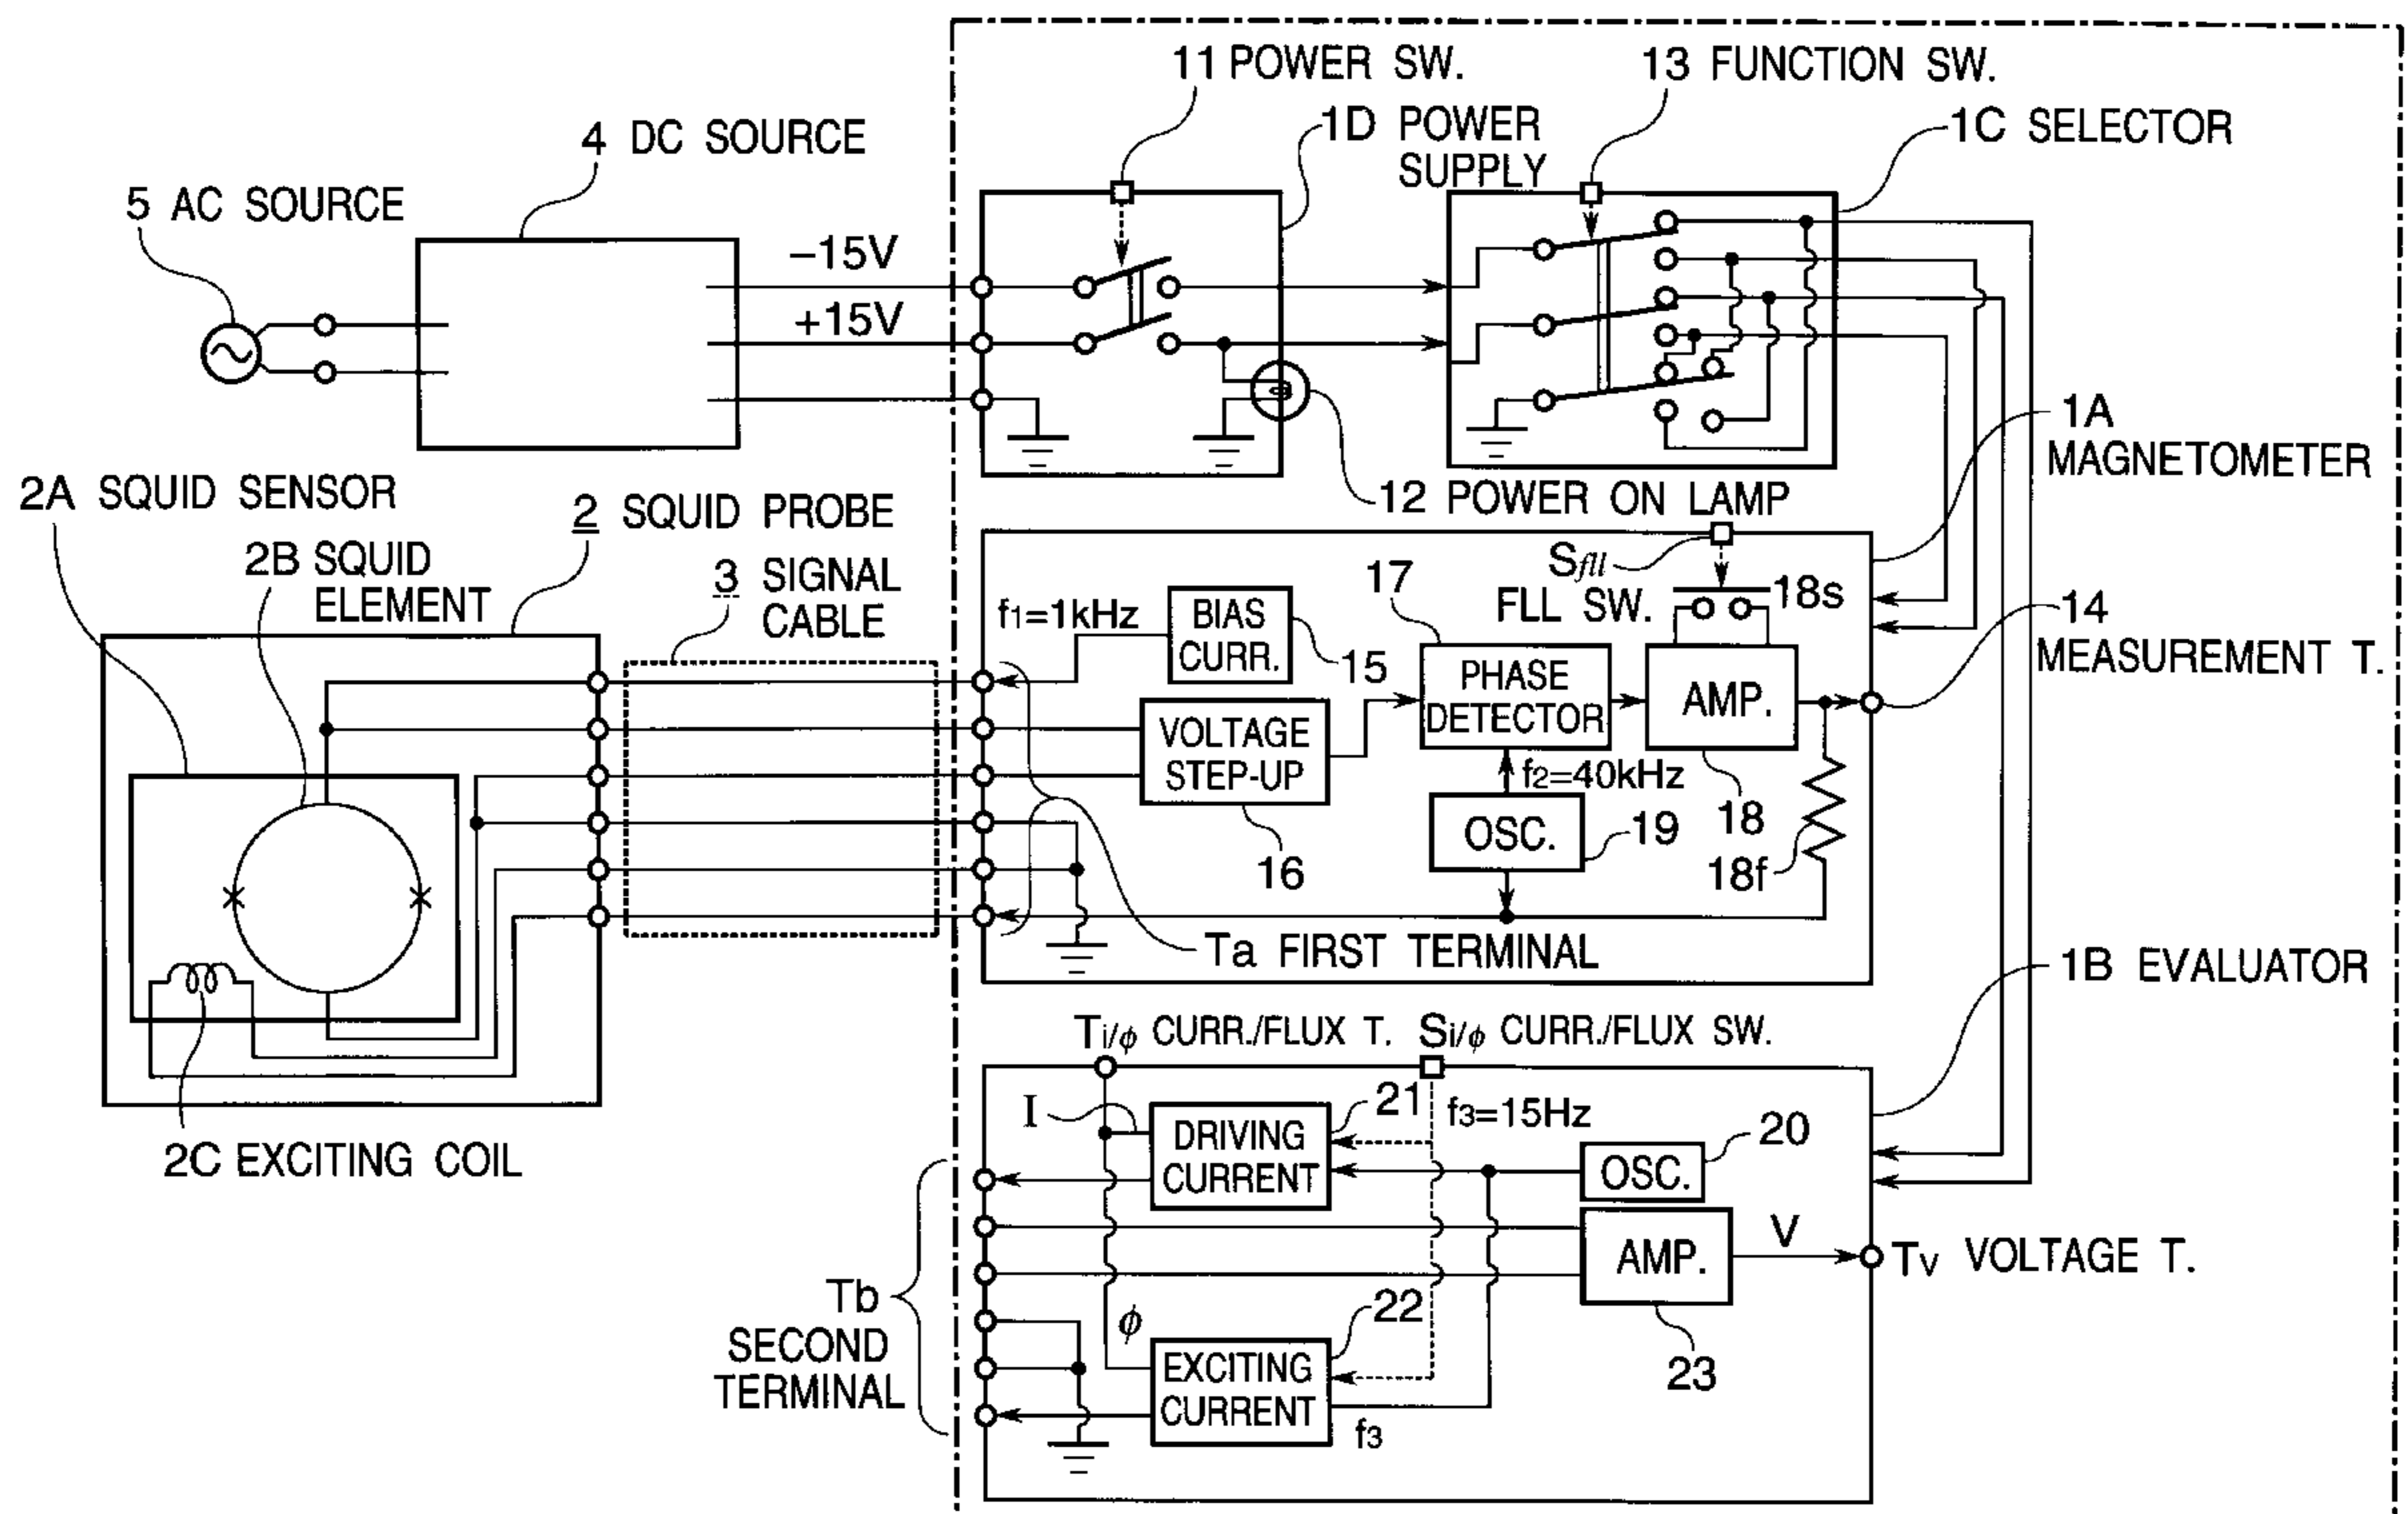 11 POWER SW.
13 FUNCTION SW.
1D POWER
SUPPLY
1C SELECTOR
4 DC SOURCE
5 AC SOURCE
−15V
+15V
12 POWER ON LAMP
1A
MAGNETOMETER
2A SQUID SENSOR
2 SQUID PROBE
2B SQUID
ELEMENT
3 SIGNAL
CABLE
f1=1kHz
BIAS
CURR.
15
17
Sfll
FLL SW.
18s
14
MEASUREMENT T.
PHASE
DETECTOR
AMP.
VOLTAGE
STEP-UP
f2=40kHz
16
OSC.
19
18
18f
Ta FIRST TERMINAL
1B EVALUATOR
2C EXCITING COIL
Ti/ϕ CURR./FLUX T.
Si/ϕ CURR./FLUX SW.
I
DRIVING
CURRENT
21
f3=15Hz
OSC.
20
AMP.
V
Tv VOLTAGE T.
23
Tb
SECOND
TERMINAL
ϕ
22
EXCITING
CURRENT
f3